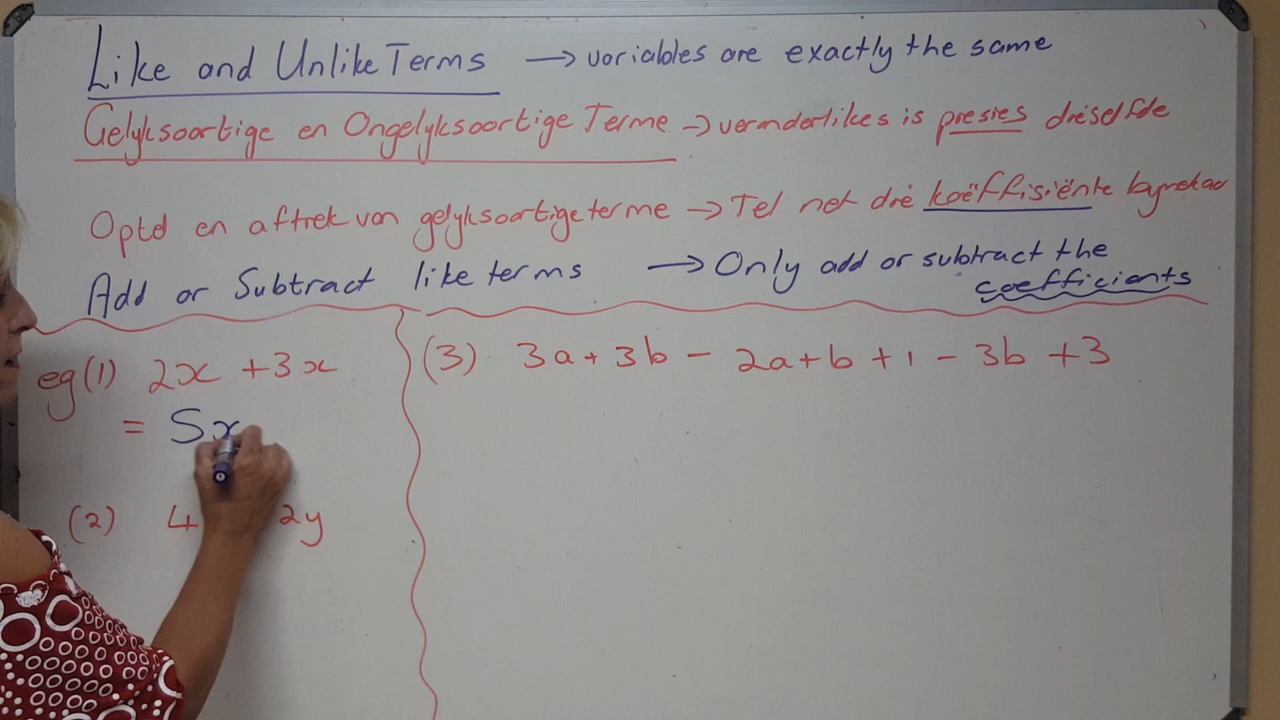 Like and Unlike Terms → variables are exactly the same
Gelyksoortige en Ongelyksoortige Terme → veranderlikes is presies dieselfde
Optel en aftrek van gelyksoortige terme → Tel net die koëffisiënte bymekaar
Add or Subtract like terms → Only add or subtract the
coefficients
eg (1) 2x + 3x
= 5x
(2) 4 2y
(3) 3a + 3b - 2a + b + 1 - 3b + 3